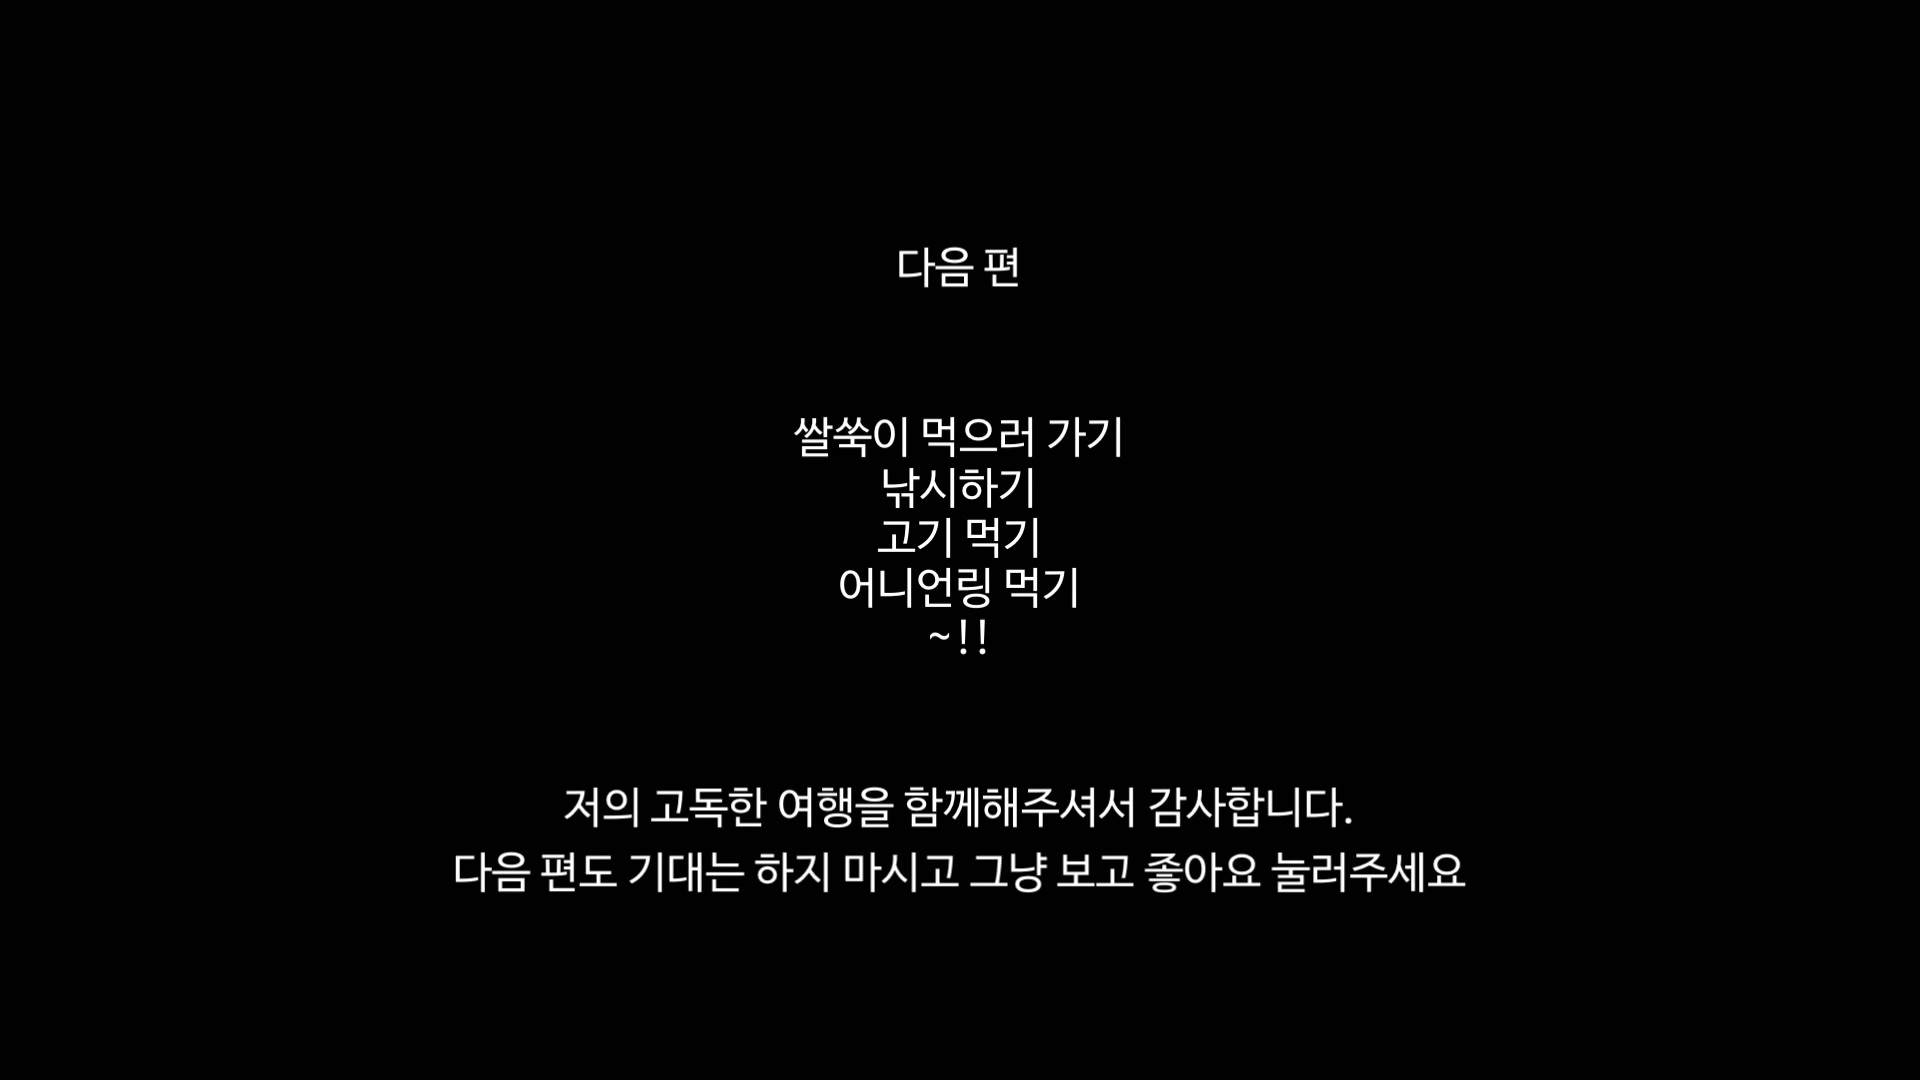 다음 편
쌀쑥이 먹으러 가기
낚시하기
고기 먹기
어니언링 먹기
~!!
저의 고독한 여행을 함께해주셔서 감사합니다.
다음 편도 기대는 하지 마시고 그냥 보고 좋아요 눌러주세요